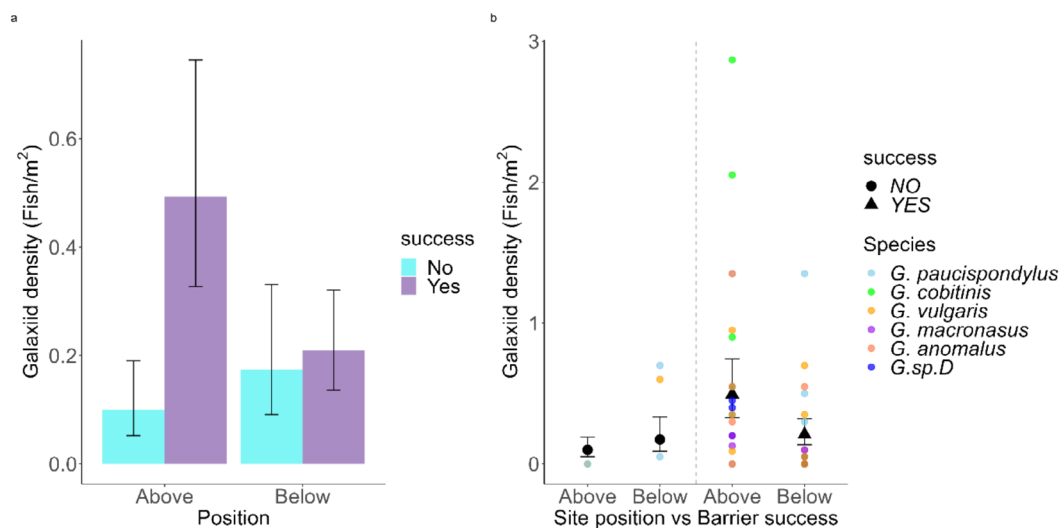 a
Galaxiid density (Fish/m²)
0.6
0.4
0.2
0.0
Above Below
Position
success
No
Yes
b
Galaxiid density (Fish/m²)
3
2
1
0
Above Below Above Below
Site position vs Barrier success
success
NO
YES
Species
G. paucispondylus
G. cobitinis
G. vulgaris
G. macronasus
G. anomalus
G.sp.D